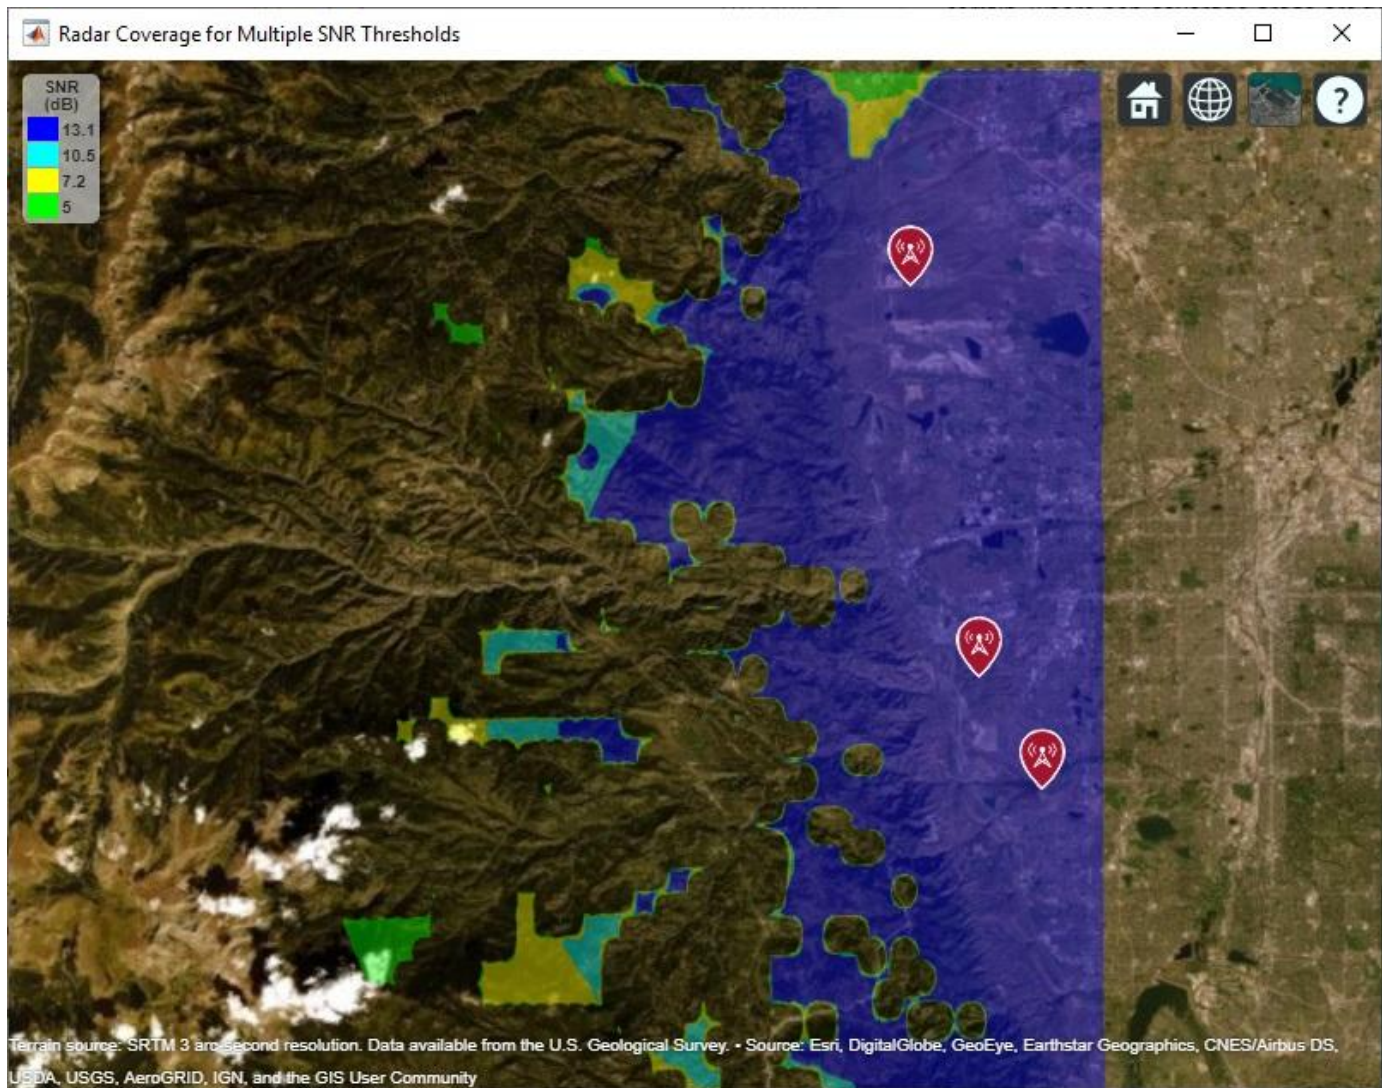 Radar Coverage for Multiple SNR Thresholds
SNR
(dB)
13.1
10.5
7.2
5
?
Terrain source: SRTM 3 arc-second resolution. Data available from the U.S. Geological Survey. • Source: Esri, DigitalGlobe, GeoEye, Earthstar Geographics, CNES/Airbus DS,
USDA, USGS, AeroGRID, IGN, and the GIS User Community